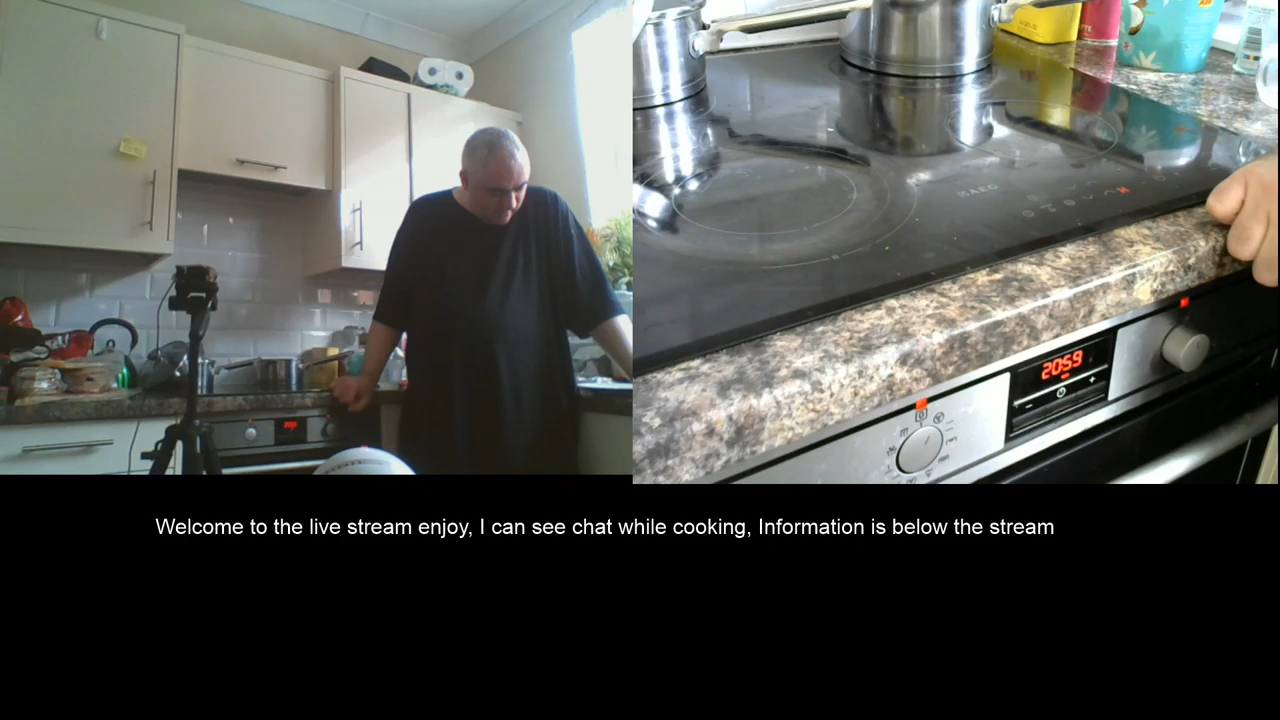 AEG
20:59
Welcome to the live stream enjoy, I can see chat while cooking, Information is below the stream